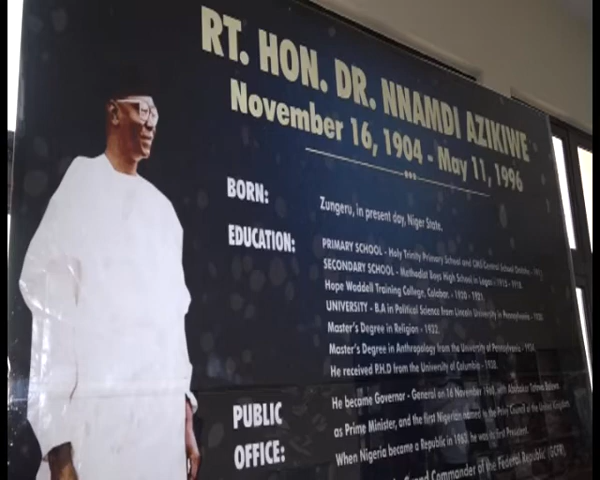 RT. HON. DR. NNAMDI AZIKIWE
November 16, 1904 - May 11, 1996
BORN:
Zungeru, in present day, Niger State.
EDUCATION:
PRIMARY SCHOOL - Holy Trinity Primary School and CMS Central School Onitsha
SECONDARY SCHOOL - Methodist Boys High School in Lagos
Hope Waddell Training College, Calabar. - 1920 - 1921.
UNIVERSITY - B.A in Political Science from Lincoln University in Pennsylvania - 1930.
Master's Degree in Religion - 1932.
Master's Degree in Anthropology from the University of Pennsylvania - 1934.
He received P.H.D from the University of Columbia -
PUBLIC
OFFICE:
He became Governor - General on 16 November 1960, with Abubakar Tafawa Balewa
as Prime Minister, and the first Nigerian named to the Privy Council of the United Kingdom.
When Nigeria became a Republic in 1963. he was its first President.
Grand Commander of the Federal Republic (GCFR)